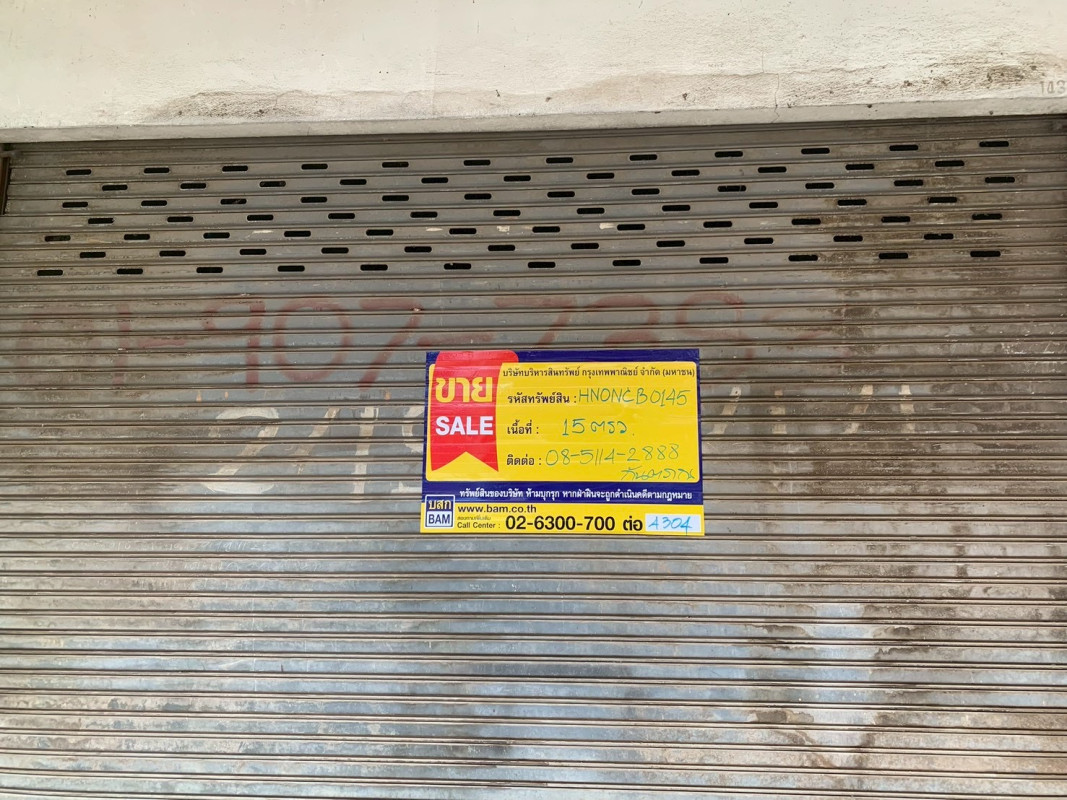 143
01-907-7389
ขาย
SALE
บริษัทบริหารสินทรัพย์ กรุงเทพพาณิชย์ จำกัด (มหาชน)
รหัสทรัพย์สิน : HNONCB0145
เนื้อที่ : 15 ตรว.
ติดต่อ : 08-5114-2888
ทรัพย์สินของบริษัท ห้ามบุกรุก หากฝ่าฝืนจะถูกดำเนินคดีตามกฎหมาย
บสก
BAM
www.bam.co.th
Call Center : 02-6300-700 ต่อ 4304